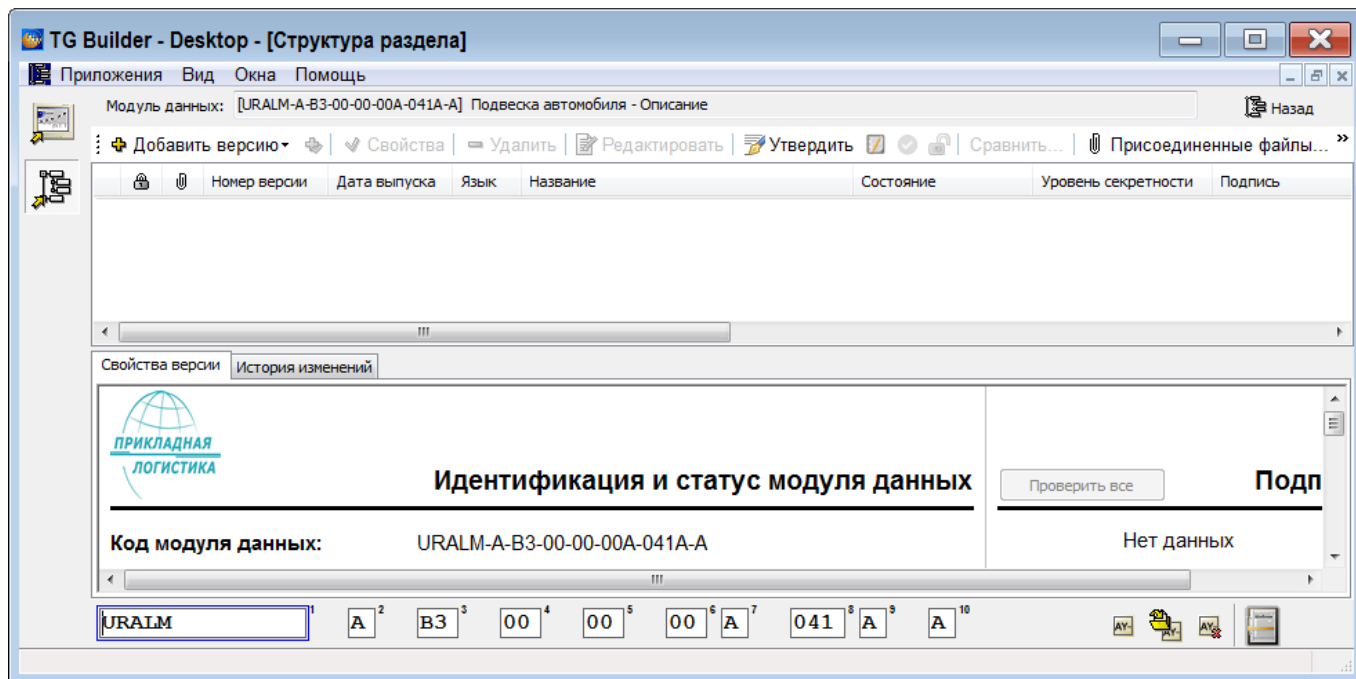 TG Builder - Desktop - [Структура раздела]
Приложения Вид Окна Помощь
Модуль данных: [URALM-A-B3-00-00-00A-041A-A] Подвеска автомобиля - Описание Назад
Добавить версию Свойства Удалить Редактировать Утвердить Сравнить... Присоединенные файлы... »
Номер версии Дата выпуска Язык Название Состояние Уровень секретности Подпись
Свойства версии История изменений
ПРИКЛАДНАЯ
ЛОГИСТИКА
Идентификация и статус модуля данных Проверить все Подп
Код модуля данных: URALM-A-B3-00-00-00A-041A-A Нет данных
URALM 1 A 2 B3 3 00 4 00 5 00 6 A 7 041 8 A 9 A 10 AY- AY- AY